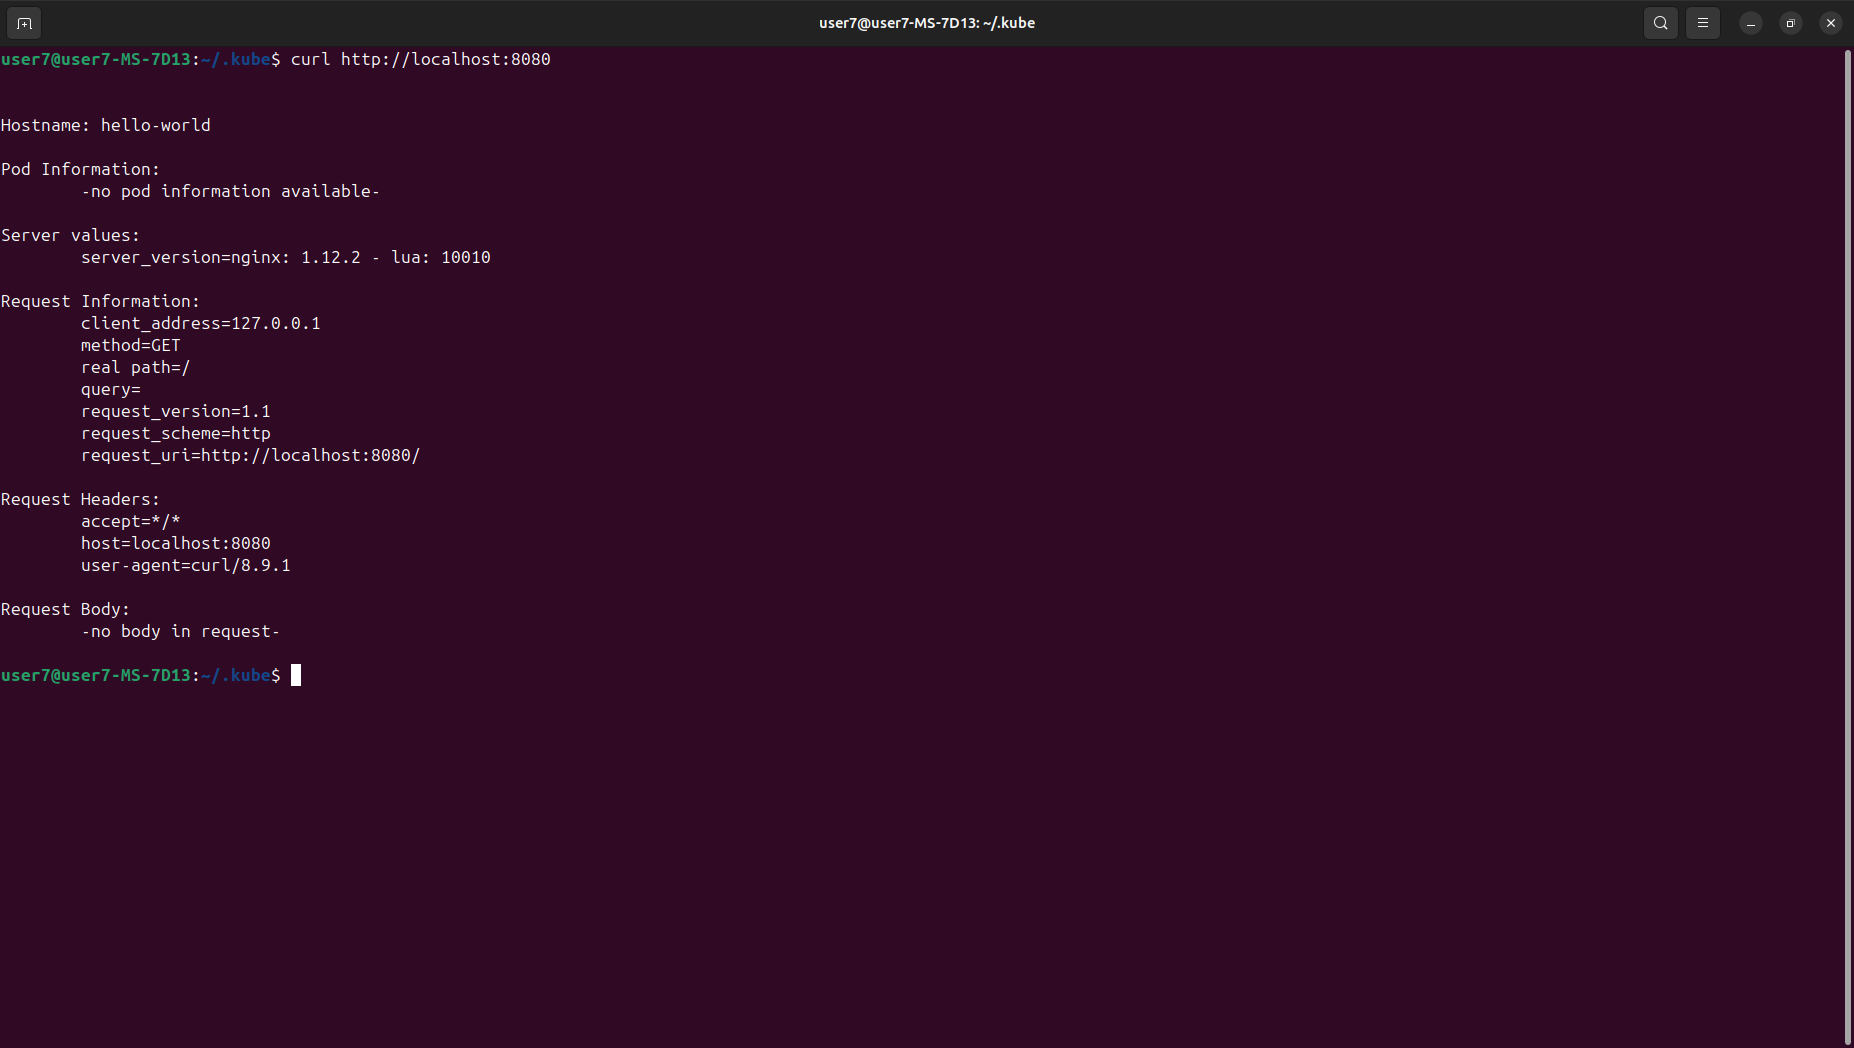 user7@user7-MS-7D13: ~/.kube
user7@user7-MS-7D13:~/.kube$ curl http://localhost:8080
Hostname: hello-world
Pod Information:
-no pod information available-
Server values:
server_version=nginx: 1.12.2 - lua: 10010
Request Information:
client_address=127.0.0.1
method=GET
real path=/
query=
request_version=1.1
request_scheme=http
request_uri=http://localhost:8080/
Request Headers:
accept=*/*
host=localhost:8080
user-agent=curl/8.9.1
Request Body:
-no body in request-
user7@user7-MS-7D13:~/.kube$